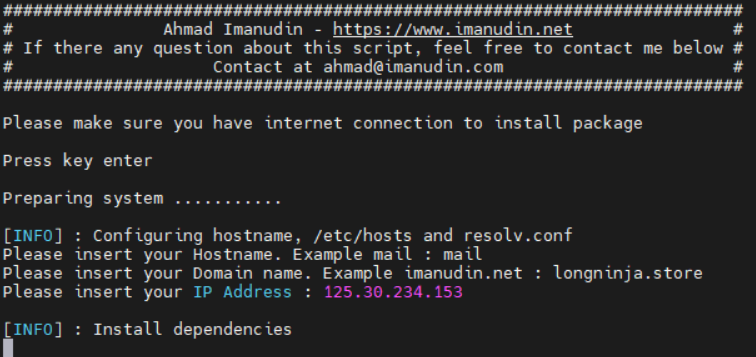 ##########################################################################
# Ahmad Imanudin - https://www.imanudin.net #
# If there any question about this script, feel free to contact me below #
# Contact at ahmad@imanudin.com #
##########################################################################
Please make sure you have internet connection to install package
Press key enter
Preparing system ...........
[INFO] : Configuring hostname, /etc/hosts and resolv.conf
Please insert your Hostname. Example mail : mail
Please insert your Domain name. Example imanudin.net : longninja.store
Please insert your IP Address : 125.30.234.153
[INFO] : Install dependencies